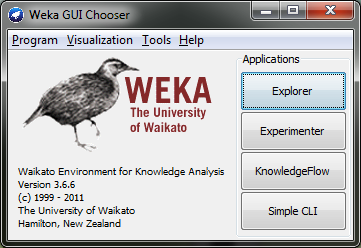 Weka GUI Chooser
Program Visualization Tools Help
WEKA
The University
of Waikato
Waikato Environment for Knowledge Analysis
Version 3.6.6
(c) 1999 - 2011
The University of Waikato
Hamilton, New Zealand
Applications
Explorer
Experimenter
KnowledgeFlow
Simple CLI